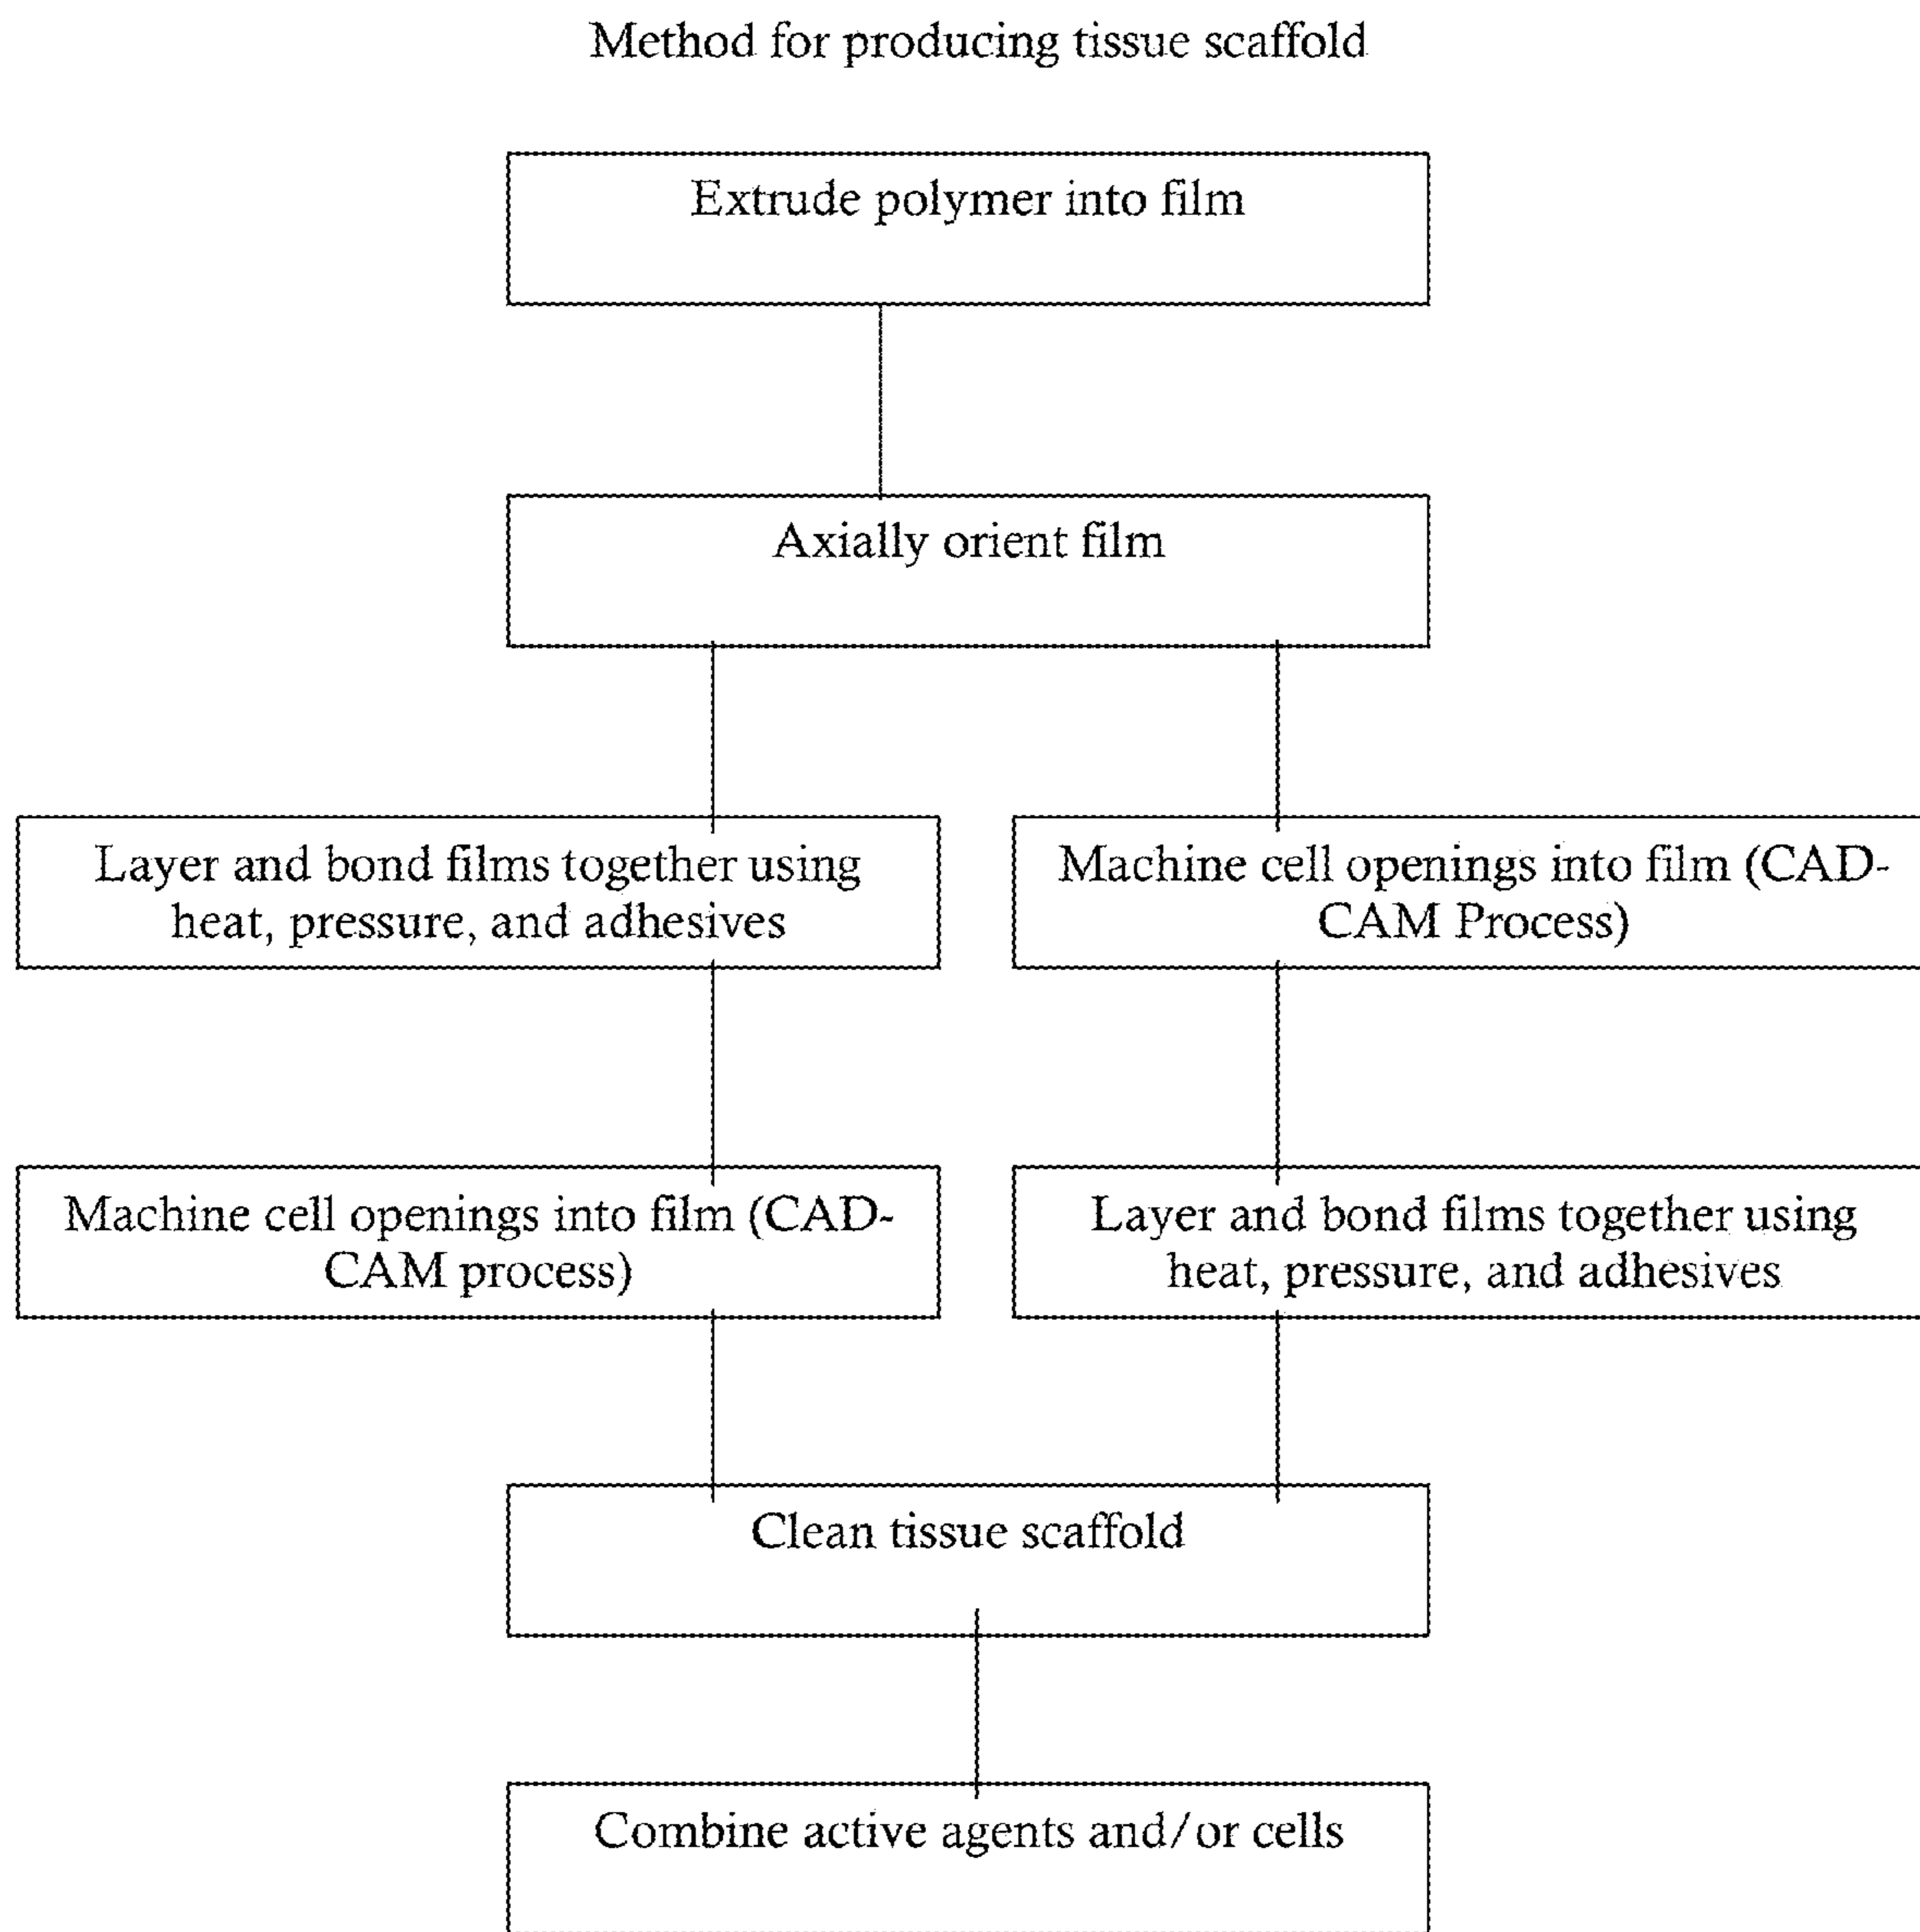 Method for producing tissue scaffold
Extrude polymer into film
Axially orient film
Layer and bond films together using
heat, pressure, and adhesives
Machine cell openings into film (CAD-
CAM Process)
Machine cell openings into film (CAD-
CAM process)
Layer and bond films together using
heat, pressure, and adhesives
Clean tissue scaffold
Combine active agents and/or cells